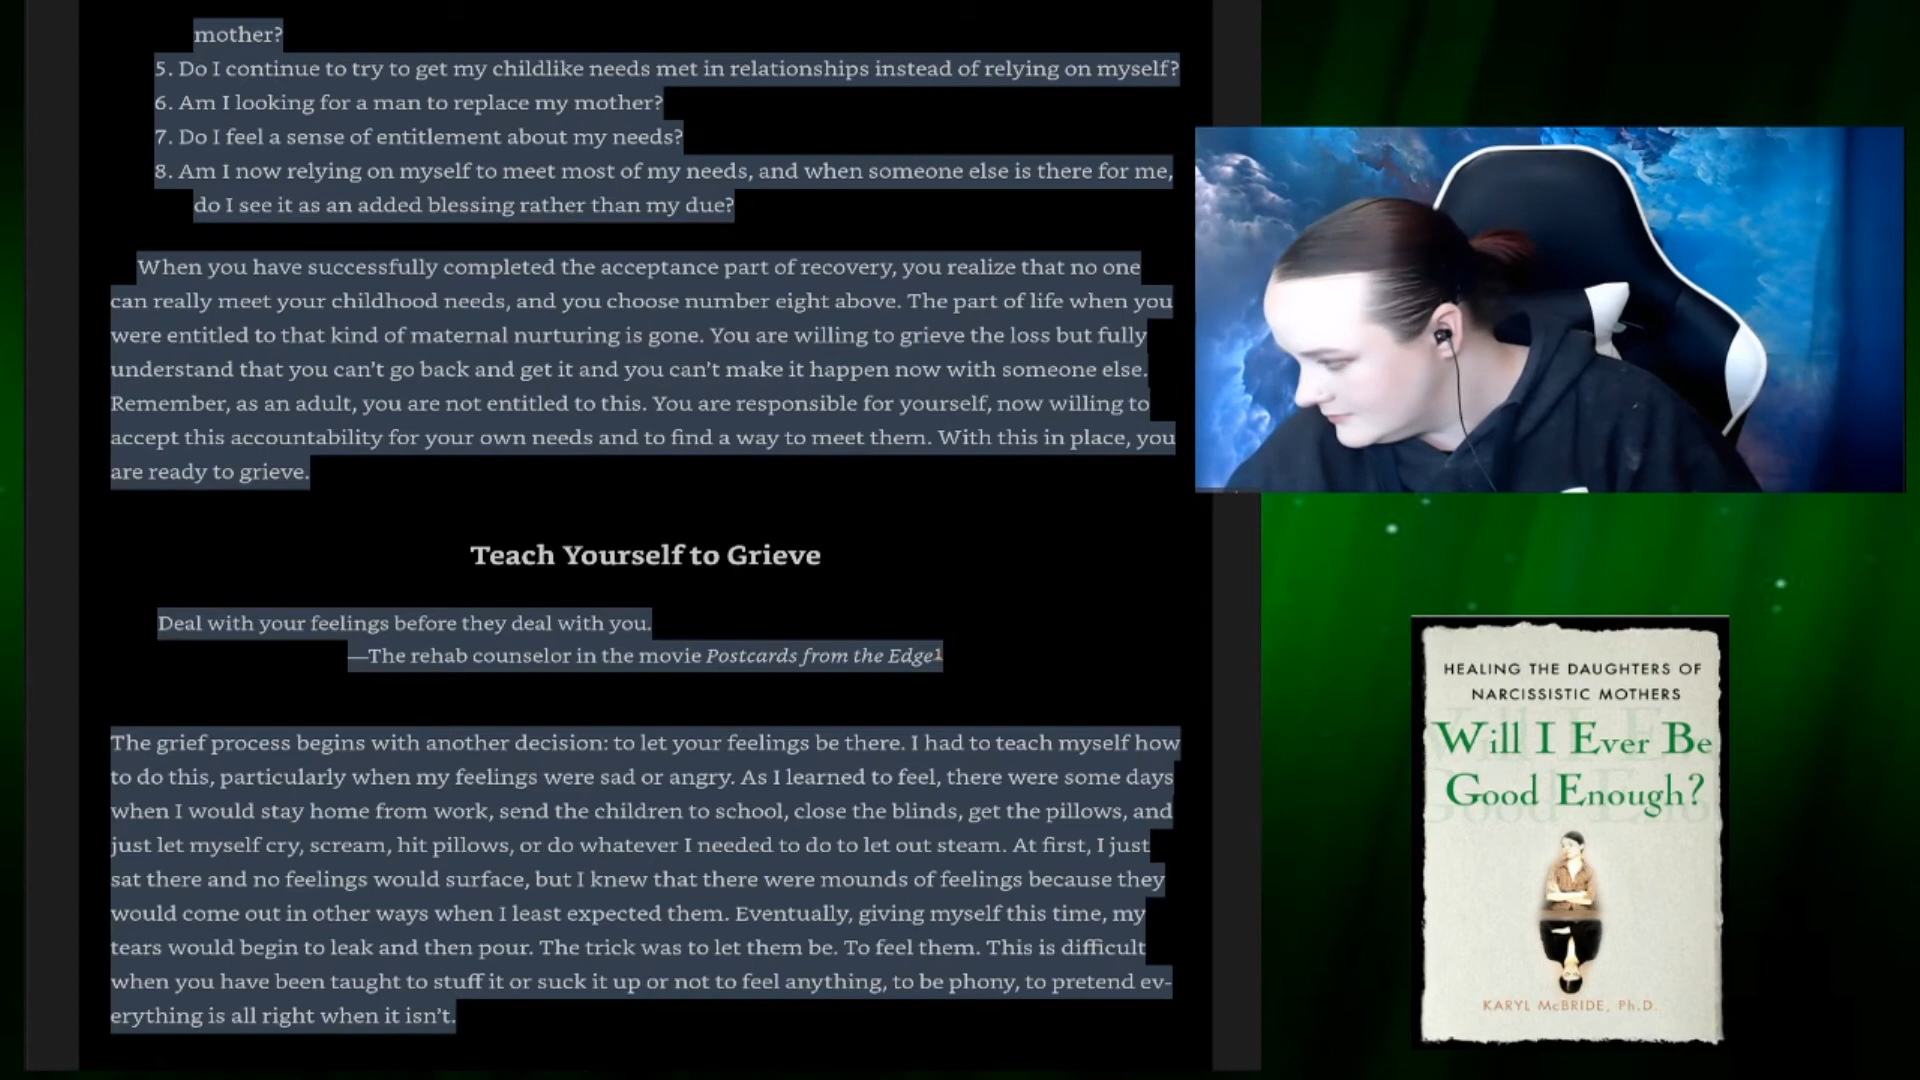 mother?
5. Do I continue to try to get my childlike needs met in relationships instead of relying on myself?
6. Am I looking for a man to replace my mother?
7. Do I feel a sense of entitlement about my needs?
8. Am I now relying on myself to meet most of my needs, and when someone else is there for me,
do I see it as an added blessing rather than my due?
When you have successfully completed the acceptance part of recovery, you realize that no one
can really meet your childhood needs, and you choose number eight above. The part of life when you
were entitled to that kind of maternal nurturing is gone. You are willing to grieve the loss but fully
understand that you can't go back and get it and you can't make it happen now with someone else.
Remember, as an adult, you are not entitled to this. You are responsible for yourself, now willing to
accept this accountability for your own needs and to find a way to meet them. With this in place, you
are ready to grieve.
Teach Yourself to Grieve
Deal with your feelings before they deal with you.
—The rehab counselor in the movie Postcards from the Edge1
The grief process begins with another decision: to let your feelings be there. I had to teach myself how
to do this, particularly when my feelings were sad or angry. As I learned to feel, there were some days
when I would stay home from work, send the children to school, close the blinds, get the pillows, and
just let myself cry, scream, hit pillows, or do whatever I needed to do to let out steam. At first, I just
sat there and no feelings would surface, but I knew that there were mounds of feelings because they
would come out in other ways when I least expected them. Eventually, giving myself this time, my
tears would begin to leak and then pour. The trick was to let them be. To feel them. This is difficult
when you have been taught to stuff it or suck it up or not to feel anything, to be phony, to pretend ev-
erything is all right when it isn't.
HEALING THE DAUGHTERS OF
NARCISSISTIC MOTHERS
Will I Ever Be
Good Enough?
KARYL McBRIDE, Ph.D.